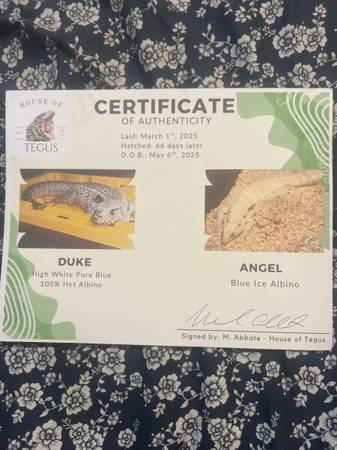 HOUSE OF
TEGUS
CERTIFICATE
OF AUTHENTICITY
Laid: March 1st, 2025
Hatched: 66 days later
D.O.B.: May 6th, 2025
DUKE
High White Pure Blue
100% Het Albino
ANGEL
Blue Ice Albino
Signed by: M. Abbate - House of Tegus